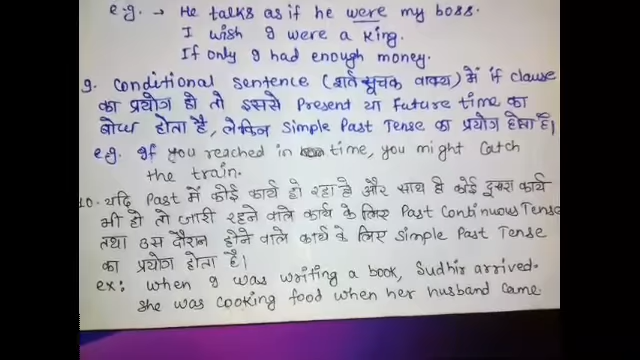 e.g. → He talks as if he were my boss.
I wish I were a king.
If only I had enough money.
9. Conditional Sentence (शर्त सूचक वाक्य) में if clause
का प्रयोग हो तो इससे Present या Future time का
बोध होता है, लेकिन Simple Past Tense का प्रयोग होता है।
e.g. If you reached in time, you might catch
the train.
10. यदि Past में कोई कार्य हो रहा हो और साथ ही कोई दूसरा कार्य
भी हो तो जारी रहने वाले कार्य के लिए Past Continuous Tense
तथा उस दौरान होने वाले कार्य के लिए Simple Past Tense
का प्रयोग होता है।
ex: When I was writing a book, Sudhir arrived.
She was cooking food when her husband came.